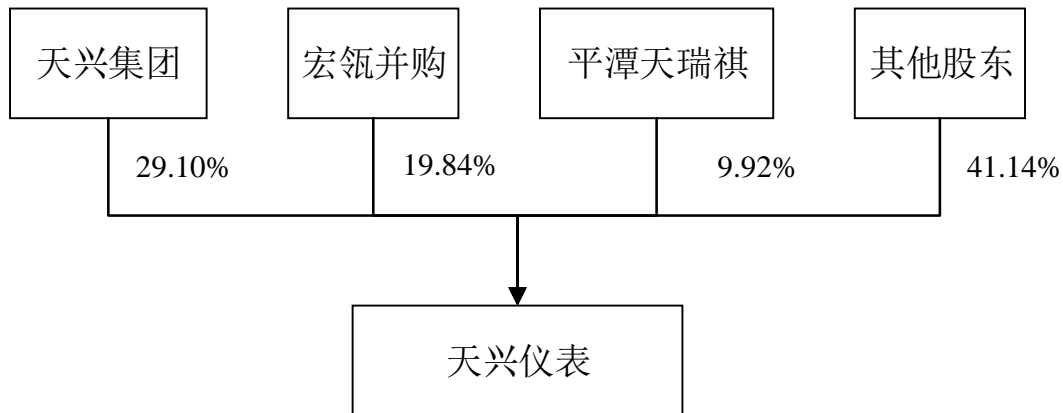 天兴集团
宏瓴并购
平潭天瑞祺
其他股东
29.10%
19.84%
9.92%
41.14%
天兴仪表